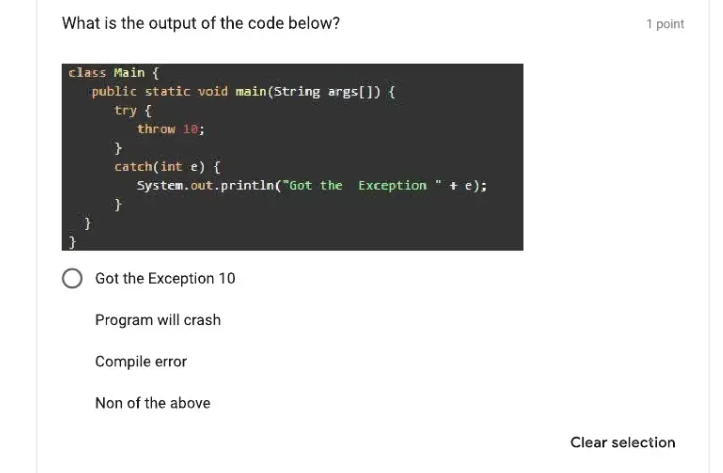 What is the output of the code below?
1 point
class Main {
public static void main(String args[]) {
try {
throw 10;
}
catch(int e) {
System.out.println("Got the  Exception " + e);
}
}
}
Got the Exception 10
Program will crash
Compile error
Non of the above
Clear selection